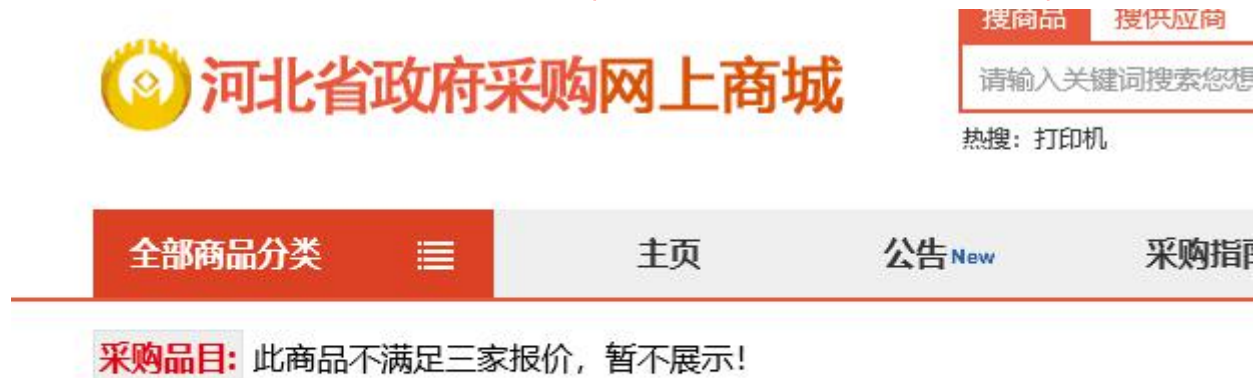 搜商品 搜供应商
河北省政府采购网上商城
请输入关键词搜索您想
热搜：打印机
全部商品分类 主页 公告New 采购指南
采购品目: 此商品不满足三家报价，暂不展示！